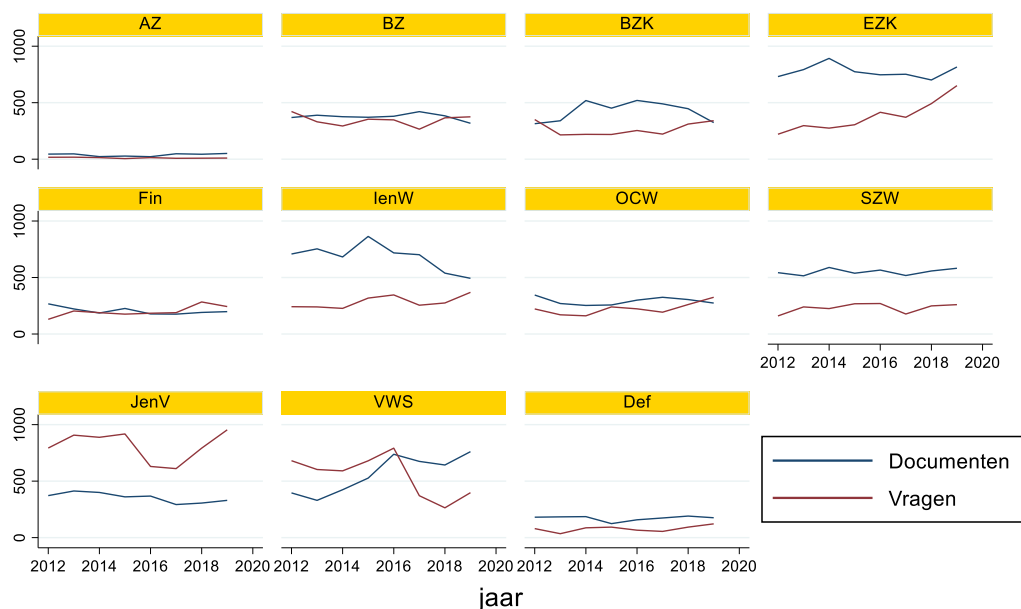 AZ BZ BZK EZK
1000
500
0
Fin IenW OCW SZW
1000
500
0
2012 2014 2016 2018 2020
JenV VWS Def
1000
500
0
Documenten
Vragen
2012 2014 2016 2018 2020 2012 2014 2016 2018 2020 2012 2014 2016 2018 2020
jaar